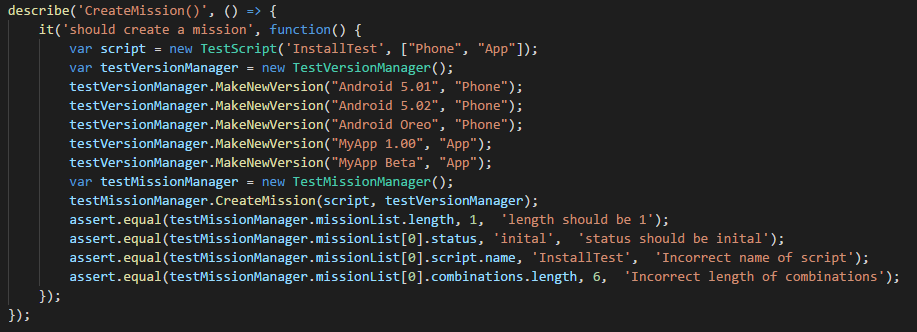 describe('CreateMission()', () => {
    it('should create a mission', function() {
        var script = new TestScript('InstallTest', ["Phone", "App"]);
        var testVersionManager = new TestVersionManager();
        testVersionManager.MakeNewVersion("Android 5.01", "Phone");
        testVersionManager.MakeNewVersion("Android 5.02", "Phone");
        testVersionManager.MakeNewVersion("Android Oreo", "Phone");
        testVersionManager.MakeNewVersion("MyApp 1.00", "App");
        testVersionManager.MakeNewVersion("MyApp Beta", "App");
        var testMissionManager = new TestMissionManager();
        testMissionManager.CreateMission(script, testVersionManager);
        assert.equal(testMissionManager.missionList.length, 1,  'length should be 1');
        assert.equal(testMissionManager.missionList[0].status, 'inital',  'status should be inital');
        assert.equal(testMissionManager.missionList[0].script.name, 'InstallTest',  'Incorrect name of script');
        assert.equal(testMissionManager.missionList[0].combinations.length, 6,  'Incorrect length of combinations');
    });
});